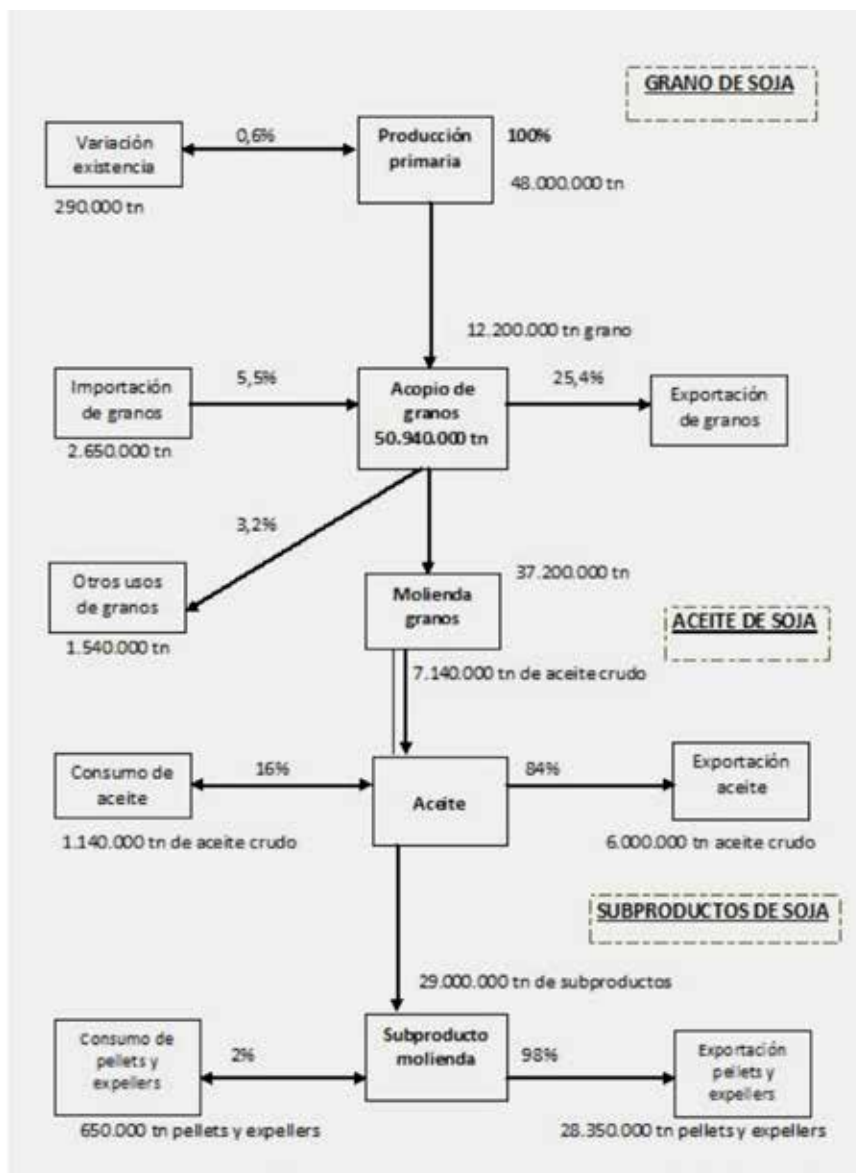 GRANO DE SOJA
Variación
existencia
0,6%
Producción
primaria
100%
48.000.000 tn
290.000 tn
12.200.000 tn grano
Importación
de granos
5,5%
Acopio de
granos
50.940.000 tn
25,4%
Exportación
de granos
2.650.000 tn
3,2%
Otros usos
de granos
1.540.000 tn
Molienda
granos
37.200.000 tn
ACEITE DE SOJA
7.140.000 tn de aceite crudo
Consumo de
aceite
16%
Aceite
84%
Exportación
aceite
1.140.000 tn de aceite crudo
6.000.000 tn aceite crudo
SUBPRODUCTOS DE SOJA
29.000.000 tn de subproductos
Consumo de
pellets y
expellers
2%
Subproducto
molienda
98%
Exportación
pellets y
expellers
650.000 tn pellets y expellers
28.350.000 tn pellets y expellers